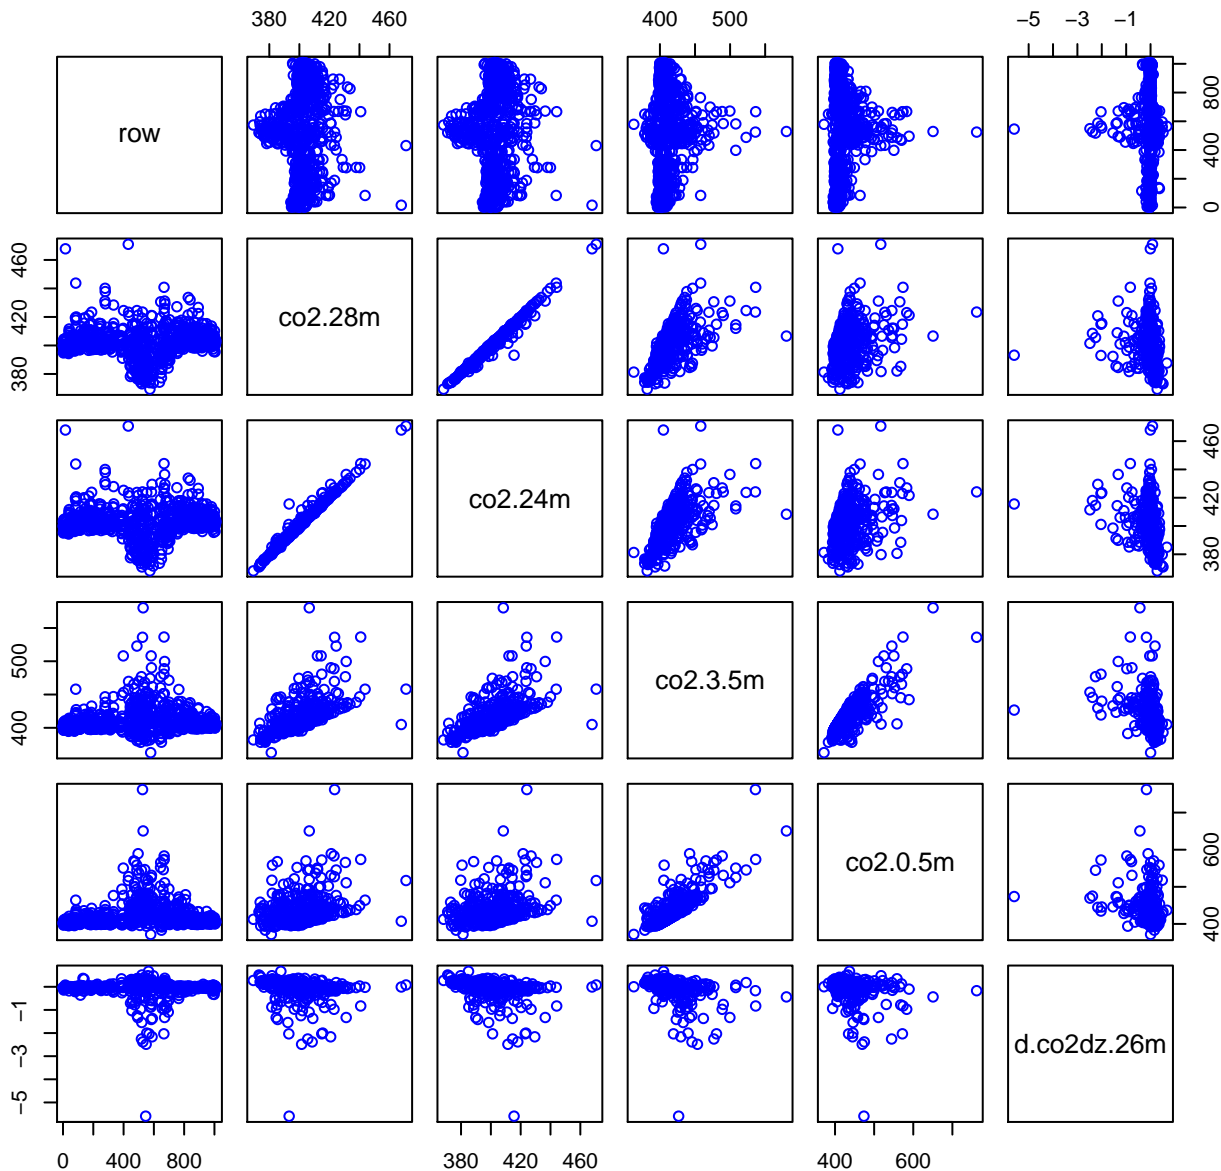 380 420 460 400 500 −5 −3 −1
row 0 400 800
380 420 460 co2.28m
co2.24m 380 420 460
400 500 co2.3.5m
co2.0.5m 400 600
−5 −3 −1 d.co2dz.26m
0 400 800 380 420 460 400 600